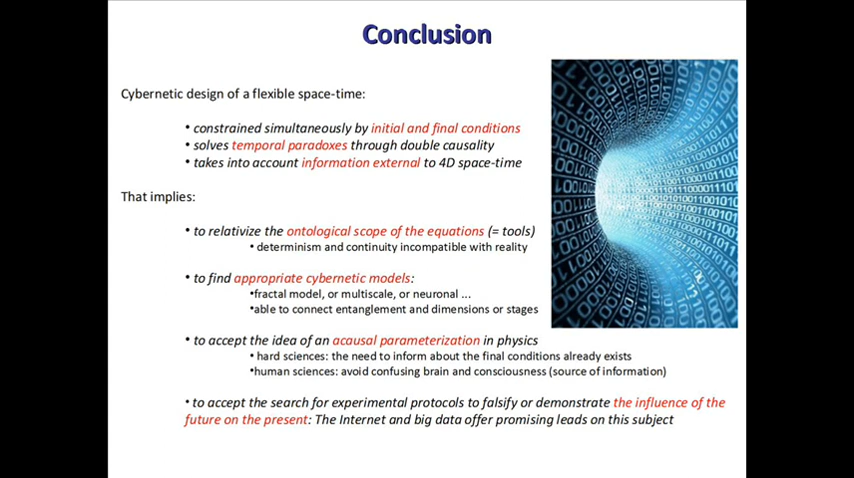 Conclusion
Cybernetic design of a flexible space-time:
• constrained simultaneously by initial and final conditions
• solves temporal paradoxes through double causality
• takes into account information external to 4D space-time
That implies:
• to relativize the ontological scope of the equations (= tools)
• determinism and continuity incompatible with reality
• to find appropriate cybernetic models:
•fractal model, or multiscale, or neuronal ...
•able to connect entanglement and dimensions or stages
• to accept the idea of an acausal parameterization in physics
• hard sciences: the need to inform about the final conditions already exists
•human sciences: avoid confusing brain and consciousness (source of information)
• to accept the search for experimental protocols to falsify or demonstrate the influence of the
future on the present: The Internet and big data offer promising leads on this subject